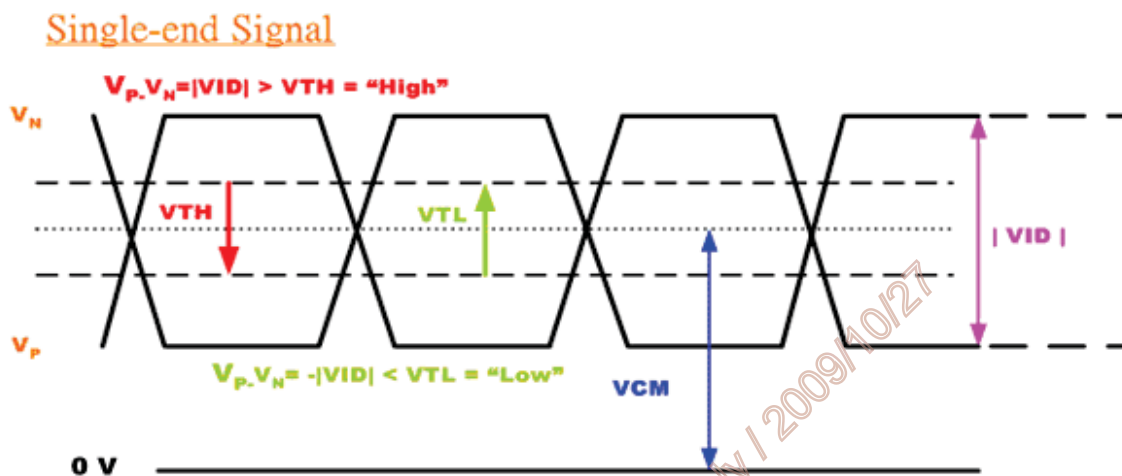 Single-end Signal
VP-VN=|VID| > VTH = “High”
VN
VTH
VTL
| VID |
VP
VP-VN= -|VID| < VTL = “Low”
VCM
0 V
/ 2009/10/27